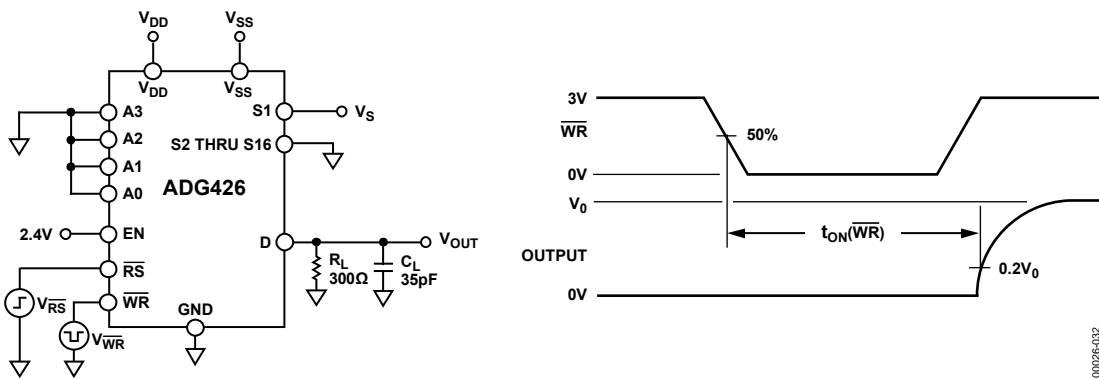 VDD
VSS
VDD
VSS
A3
A2
A1
A0
S1
VS
S2 THRU S16
ADG426
2.4V
EN
D
VOUT
RL
300Ω
CL
35pF
RS
WR
GND
VRS
VWR
3V
WR
50%
0V
V0
tON(WR)
OUTPUT
0.2V0
0V
00026-032